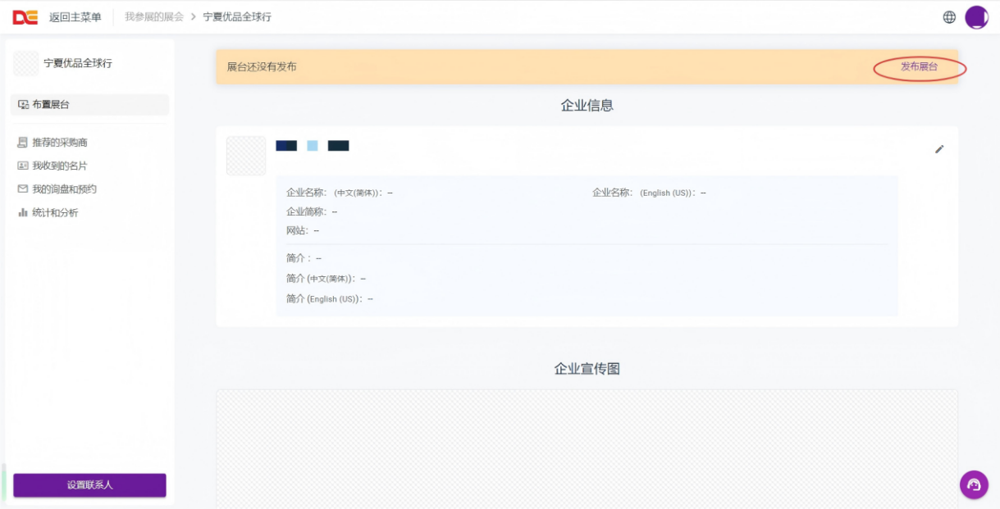 DE 返回主菜单 我参展的展会 > 宁夏优品全球行
宁夏优品全球行
布置展台
推荐的采购商
我收到的名片
我的询盘和预约
统计和分析
设置联系人
展台还没有发布 发布展台
企业信息
企业名称： (中文(简体))： -- 企业名称： (English (US))： --
企业简称： --
网站： --
简介： --
简介 (中文(简体))： --
简介 (English (US))： --
企业宣传图